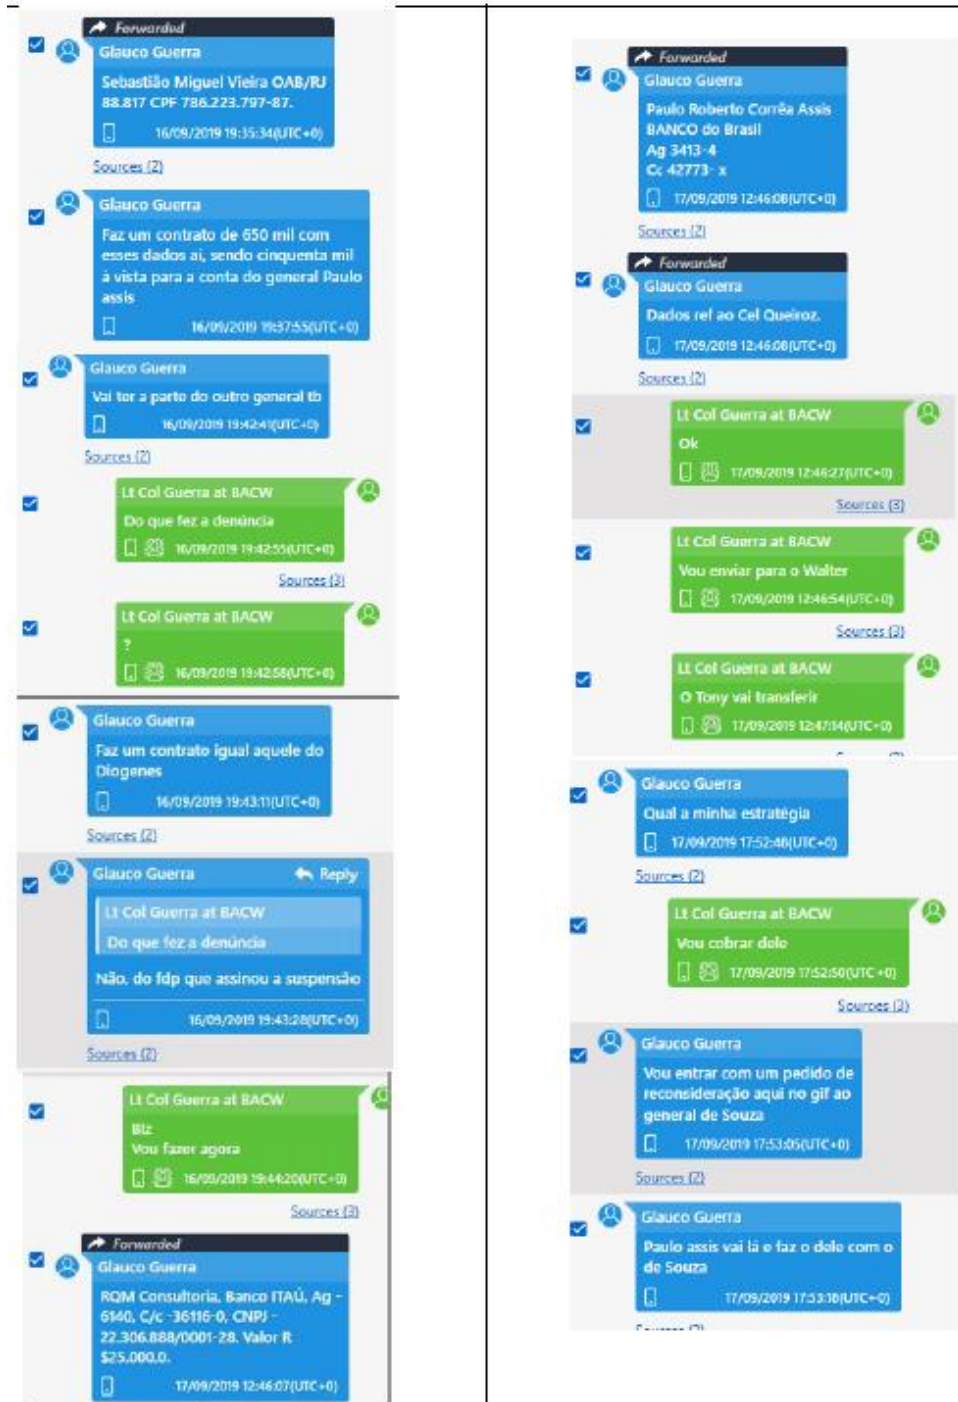 Forwarded
Glauco Guerra
Sebastião Miguel Vieira OAB/RJ
88.817 CPF 786.223.797-87.
16/09/2019 19:35:34(UTC+0)
Sources (2)
Glauco Guerra
Faz um contrato de 650 mil com
esses dados ai, sendo cinquenta mil
à vista para a conta do general Paulo
assis
16/09/2019 19:37:55(UTC+0)
Glauco Guerra
Vai ter a parte do outro general tb
16/09/2019 19:42:41(UTC+0)
Sources (2)
Lt Col Guerra at BACW
Do que fez a denúncia
16/09/2019 19:42:55(UTC+0)
Sources (3)
Lt Col Guerra at BACW
?
16/09/2019 19:42:58(UTC+0)
Glauco Guerra
Faz um contrato igual aquele do
Diogenes
16/09/2019 19:43:11(UTC+0)
Sources (2)
Glauco Guerra Reply
Lt Col Guerra at BACW
Do que fez a denúncia
Não, do fdp que assinou a suspensão
16/09/2019 19:43:28(UTC+0)
Sources (2)
Lt Col Guerra at BACW
Blz
Vou fazer agora
16/09/2019 19:44:20(UTC+0)
Sources (3)
Forwarded
Glauco Guerra
RQM Consultoria, Banco ITAÚ, Ag -
6140, C/c -36116-0, CNPJ -
22.306.888/0001-28. Valor R
$25.000,0.
17/09/2019 12:46:07(UTC+0)
Forwarded
Glauco Guerra
Paulo Roberto Corrêa Assis
BANCO do Brasil
Ag 3413-4
Cc 42773- x
17/09/2019 12:46:08(UTC+0)
Sources (2)
Forwarded
Glauco Guerra
Dados ref ao Cel Queiroz.
17/09/2019 12:46:08(UTC+0)
Sources (2)
Lt Col Guerra at BACW
Ok
17/09/2019 12:46:27(UTC+0)
Sources (3)
Lt Col Guerra at BACW
Vou enviar para o Walter
17/09/2019 12:46:54(UTC+0)
Sources (3)
Lt Col Guerra at BACW
O Tony vai transferir
17/09/2019 12:47:14(UTC+0)
Glauco Guerra
Qual a minha estratégia
17/09/2019 17:52:48(UTC+0)
Sources (2)
Lt Col Guerra at BACW
Vou cobrar dele
17/09/2019 17:52:50(UTC+0)
Sources (3)
Glauco Guerra
Vou entrar com um pedido de
reconsideração aqui no gif ao
general de Souza
17/09/2019 17:53:05(UTC+0)
Sources (2)
Glauco Guerra
Paulo assis vai lá e faz o dele com o
de Souza
17/09/2019 17:53:18(UTC+0)